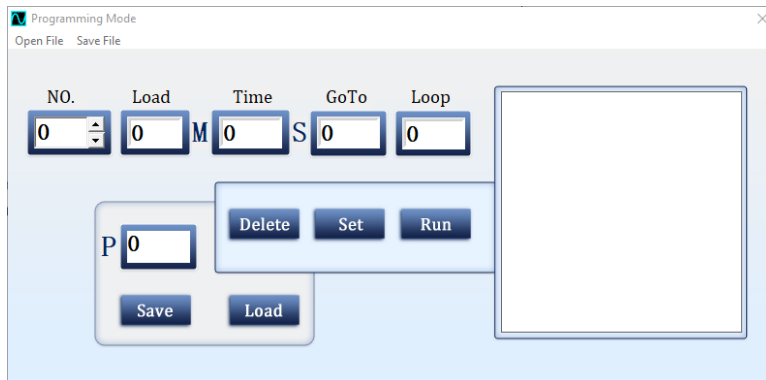 Programming Mode
Open File Save File
NO. Load Time GoTo Loop
0 0 M 0 S 0 0
Delete Set Run
P 0
Save Load